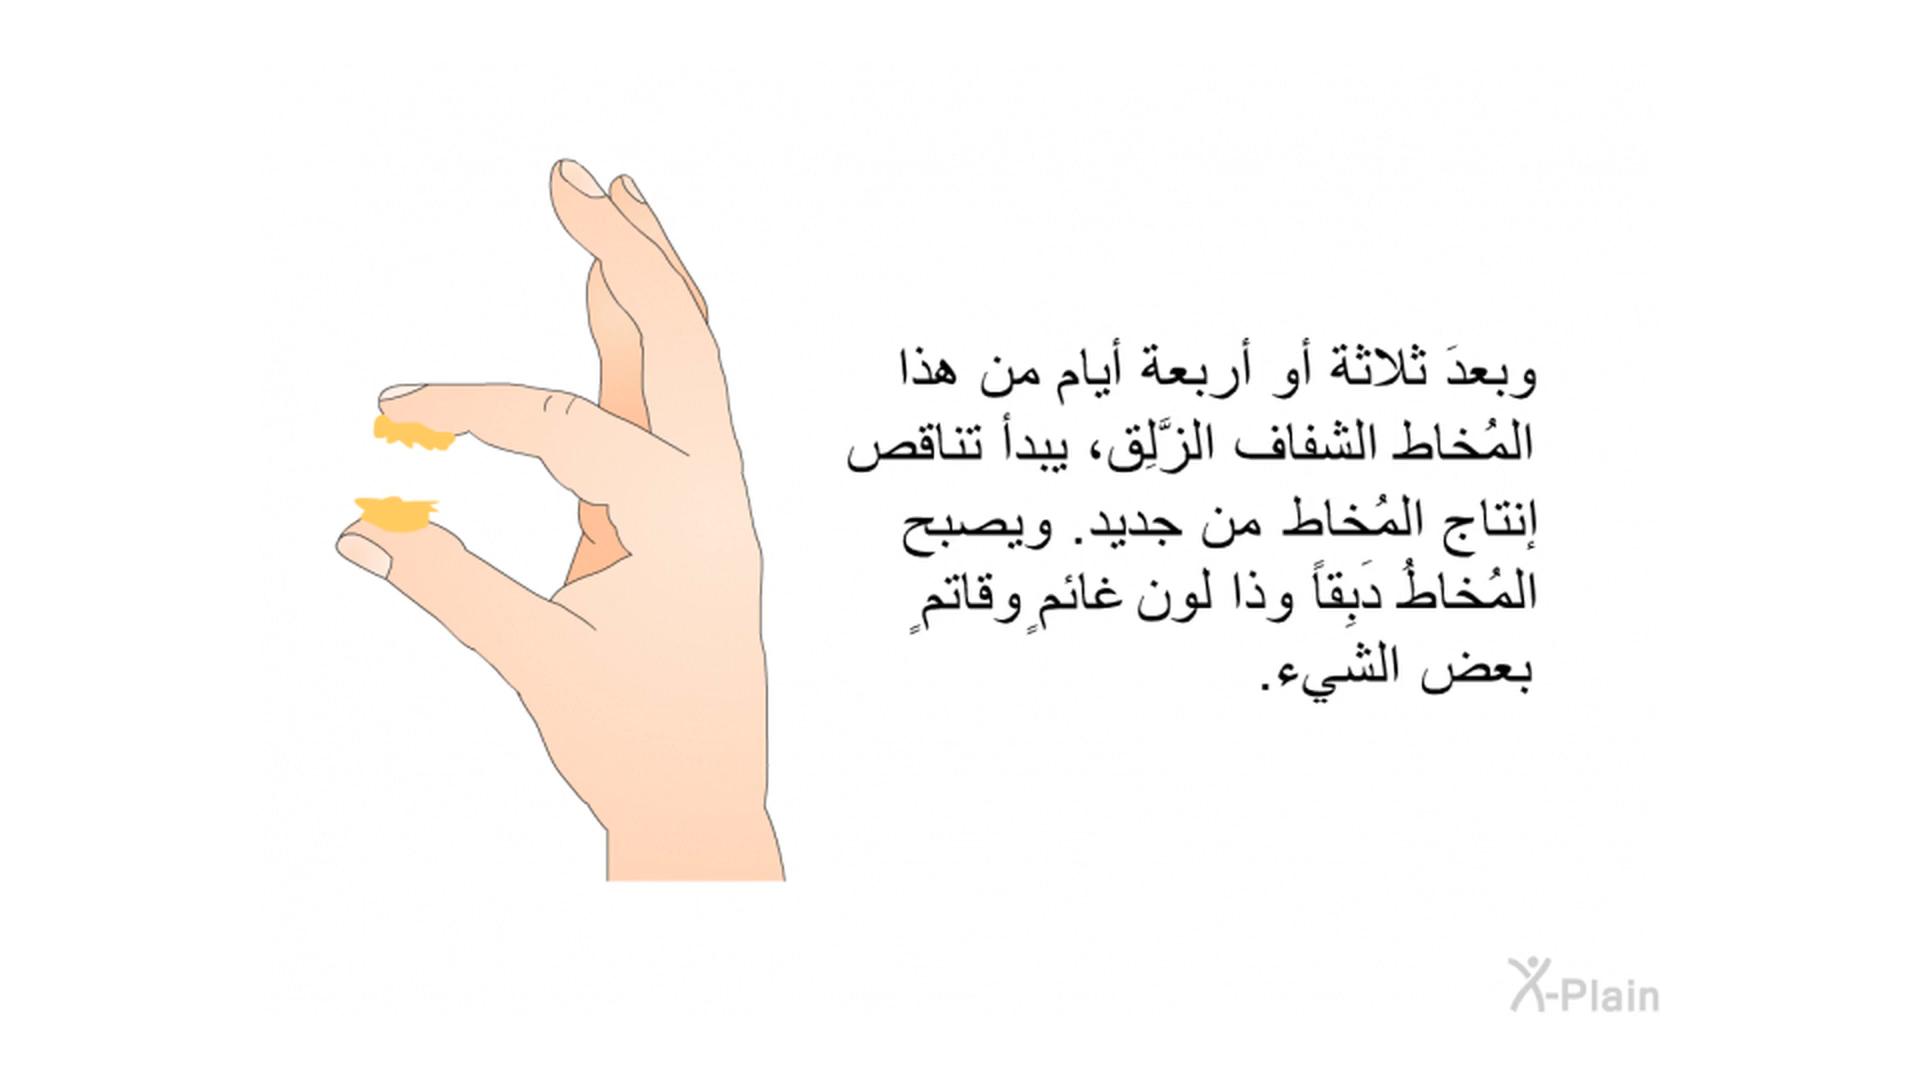 وبعدَ ثلاثة أو أربعة أيام من هذا
المُخاط الشفاف الزَّلِق، يبدأ تناقص
إنتاج المُخاط من جديد. ويصبح
المُخاطُ دَبِقاً وذا لون غائمٍ وقاتمٍ
بعض الشيء.
X-Plain